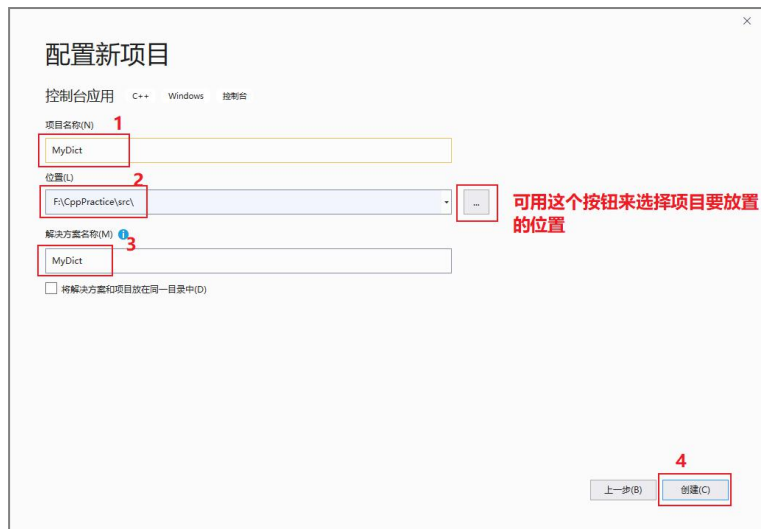 配置新项目
控制台应用 C++ Windows 控制台
项目名称(N) 1
MyDict
位置(L) 2
F:\CppPractice\src\ ... 可用这个按钮来选择项目要放置
的位置
解决方案名称(M) 3
MyDict
将解决方案和项目放在同一目录中(D)
4
上一步(B) 创建(C)